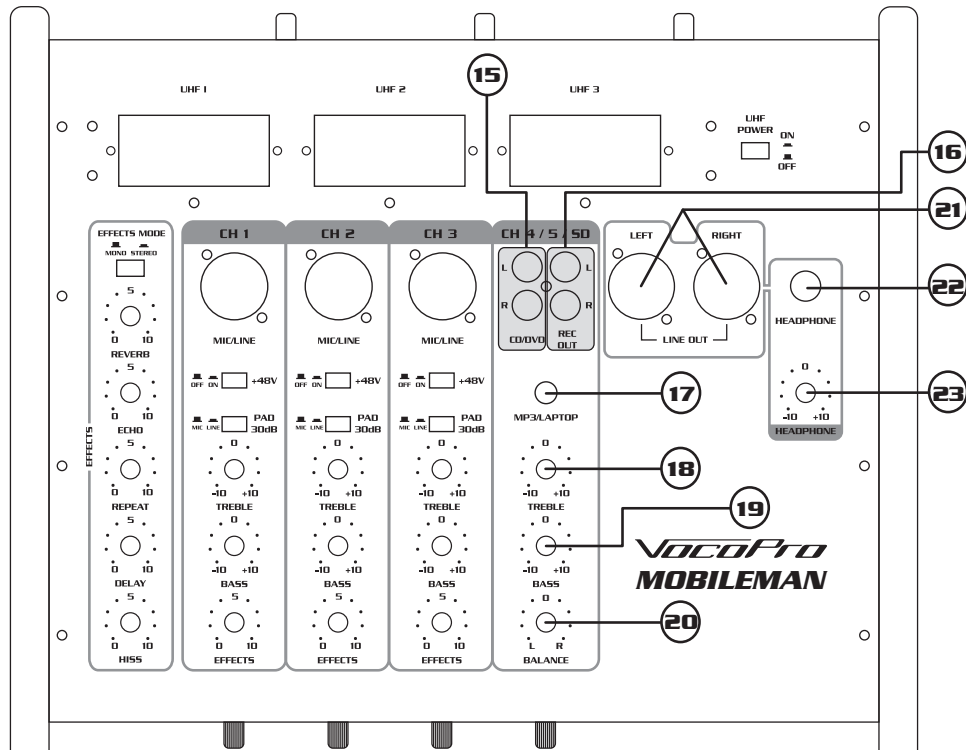 15
UHF 1
UHF 2
UHF 3
UHF
POWER
ON
OFF
16
21
22
23
EFFECTS MODE
MONO STEREO
5
0 10
REVERB
5
0 10
ECHO
5
0 10
REPEAT
5
0 10
DELAY
5
0 10
HISS
EFFECTS
CH 1
MIC/LINE
OFF ON +48V
MIC LINE PAD
30dB
0
-10 +10
TREBLE
0
-10 +10
BASS
5
0 10
EFFECTS
CH 2
MIC/LINE
OFF ON +48V
MIC LINE PAD
30dB
0
-10 +10
TREBLE
0
-10 +10
BASS
5
0 10
EFFECTS
CH 3
MIC/LINE
OFF ON +48V
MIC LINE PAD
30dB
0
-10 +10
TREBLE
0
-10 +10
BASS
5
0 10
EFFECTS
CH 4 / 5 / SD
L L
R R
CD/DVD
REC
OUT
MP3/LAPTOP
17
0
-10 +10
TREBLE
18
0
-10 +10
BASS
19
0
L R
BALANCE
20
LEFT RIGHT
LINE OUT
HEADPHONE
0
-10 +10
HEADPHONE
VocoPro
MOBILEMAN